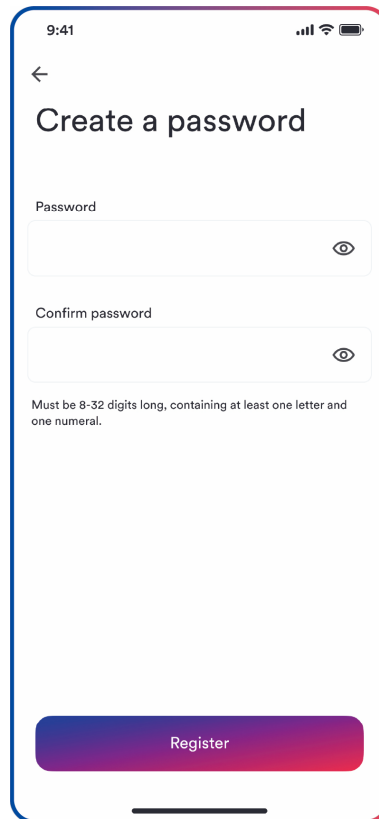 9:41
Create a password
Password
Confirm password
Must be 8-32 digits long, containing at least one letter and
one numeral.
Register